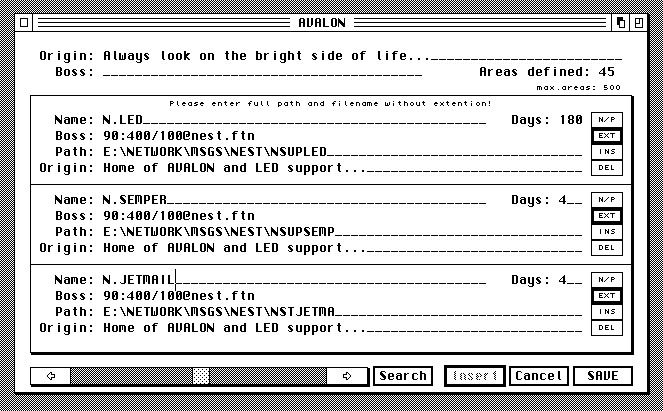 AVALON
Origin: Always look on the bright side of life...
Boss:
Areas defined: 45
max.areas: 500
Please enter full path and filename without extention!
Name: N.LED Days: 180 N/P
Boss: 90:400/100@nest.ftn EXT
Path: E:\NETWORK\MSGS\NEST\NSUPLED INS
Origin: Home of AVALON and LED support... DEL
Name: N.SEMPER Days: 4 N/P
Boss: 90:400/100@nest.ftn EXT
Path: E:\NETWORK\MSGS\NEST\NSUPSEMP INS
Origin: Home of AVALON and LED support... DEL
Name: N.JETMAIL Days: 4 N/P
Boss: 90:400/100@nest.ftn EXT
Path: E:\NETWORK\MSGS\NEST\NSTJETMA INS
Origin: Home of AVALON and LED support... DEL
Search Insert Cancel SAVE